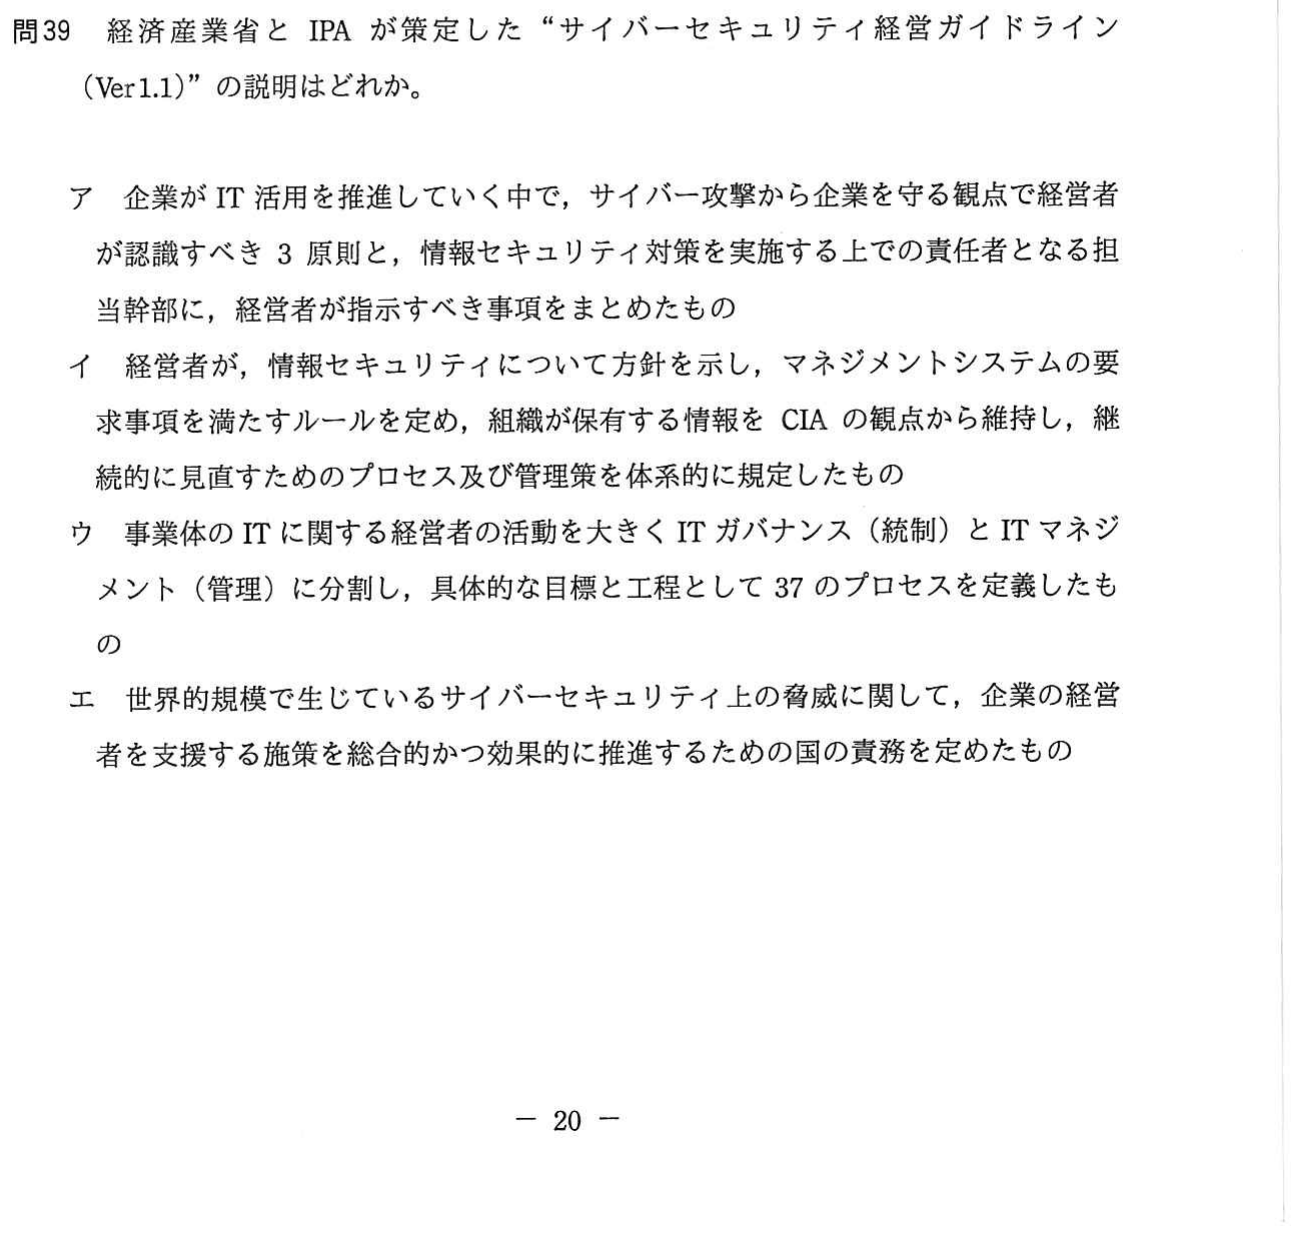 問39 経済産業省と IPA が策定した“サイバーセキュリティ経営ガイドライン
(Ver1.1)”の説明はどれか。
ア 企業が IT 活用を推進していく中で，サイバー攻撃から企業を守る観点で経営者
が認識すべき 3 原則と，情報セキュリティ対策を実施する上での責任者となる担
当幹部に，経営者が指示すべき事項をまとめたもの
イ 経営者が，情報セキュリティについて方針を示し，マネジメントシステムの要
求事項を満たすルールを定め，組織が保有する情報を CIA の観点から維持し，継
続的に見直すためのプロセス及び管理策を体系的に規定したもの
ウ 事業体の IT に関する経営者の活動を大きく IT ガバナンス（統制）と IT マネジ
メント（管理）に分割し，具体的な目標と工程として 37 のプロセスを定義したも
の
エ 世界的規模で生じているサイバーセキュリティ上の脅威に関して，企業の経営
者を支援する施策を総合的かつ効果的に推進するための国の責務を定めたもの
― 20 ―